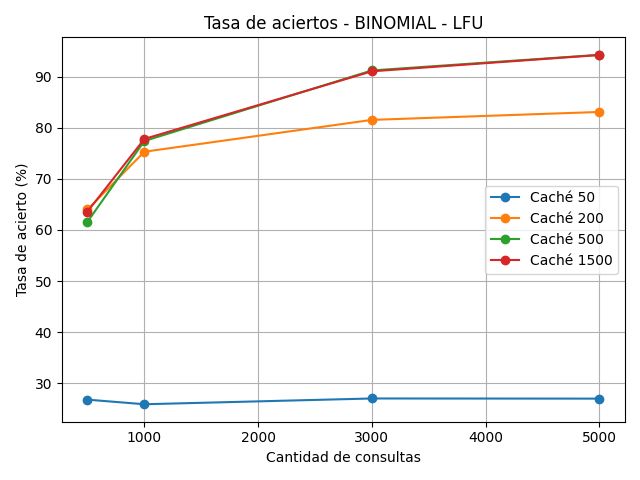 Tasa de aciertos - BINOMIAL - LFU
Tasa de acierto (%)
90
80
70
60
50
40
30
Caché 50
Caché 200
Caché 500
Caché 1500
1000
2000
3000
4000
5000
Cantidad de consultas